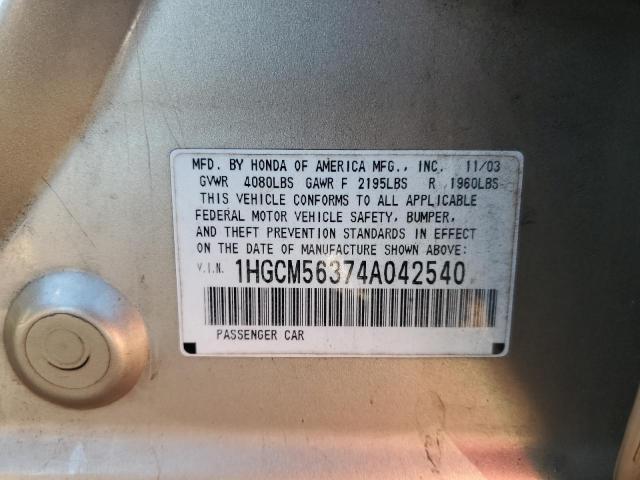 MFD. BY HONDA OF AMERICA MFG., INC. 11/03
GVWR 4080LBS GAWR F 2195LBS R 1960LBS
THIS VEHICLE CONFORMS TO ALL APPLICABLE
FEDERAL MOTOR VEHICLE SAFETY, BUMPER,
AND THEFT PREVENTION STANDARDS IN EFFECT
ON THE DATE OF MANUFACTURE SHOWN ABOVE:
V.I.N. 1HGCM56374A042540
PASSENGER CAR